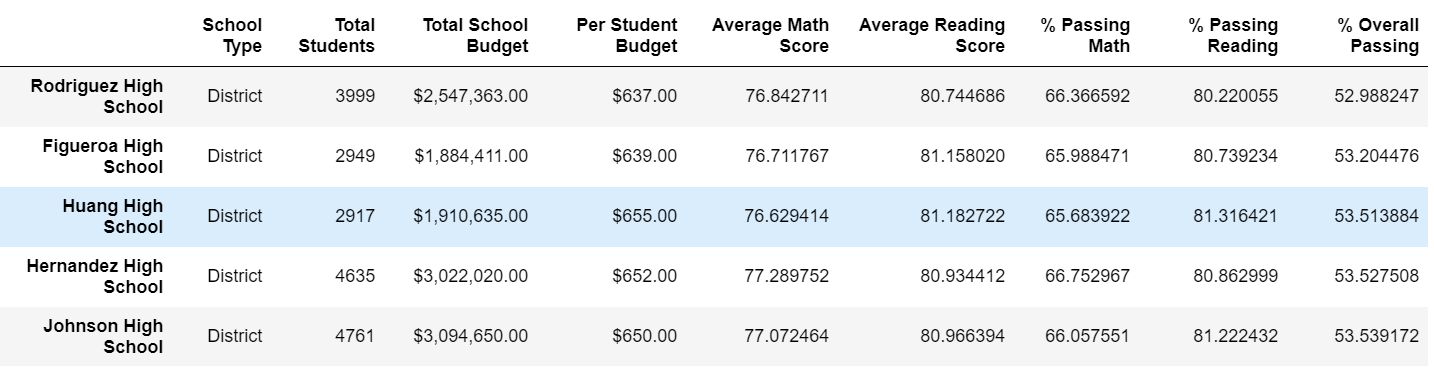 School Type Total Students Total School Budget Per Student Budget Average Math Score Average Reading Score % Passing Math % Passing Reading % Overall Passing
Rodriguez High School District 3999 $2,547,363.00 $637.00 76.842711 80.744686 66.366592 80.220055 52.988247
Figueroa High School District 2949 $1,884,411.00 $639.00 76.711767 81.158020 65.988471 80.739234 53.204476
Huang High School District 2917 $1,910,635.00 $655.00 76.629414 81.182722 65.683922 81.316421 53.513884
Hernandez High School District 4635 $3,022,020.00 $652.00 77.289752 80.934412 66.752967 80.862999 53.527508
Johnson High School District 4761 $3,094,650.00 $650.00 77.072464 80.966394 66.057551 81.222432 53.539172